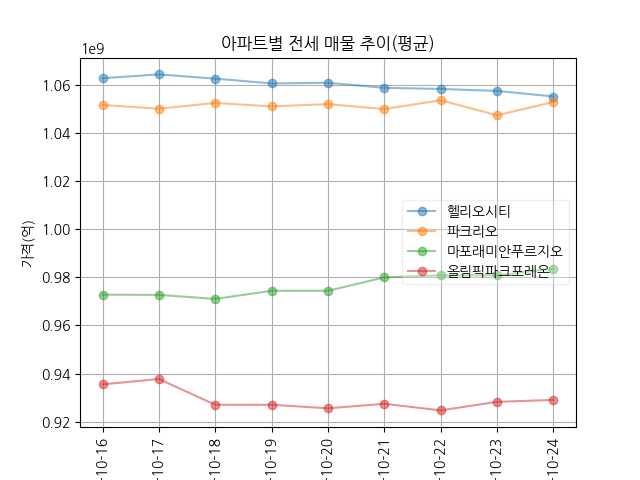 아파트별 전세 매물 추이(평균)
1e9
1.06
1.04
1.02
1.00
0.98
0.96
0.94
0.92
가격(억)
헬리오시티
파크리오
마포래미안푸르지오
올림픽파크포레온
-10-16
-10-17
-10-18
-10-19
-10-20
-10-21
-10-22
-10-23
-10-24